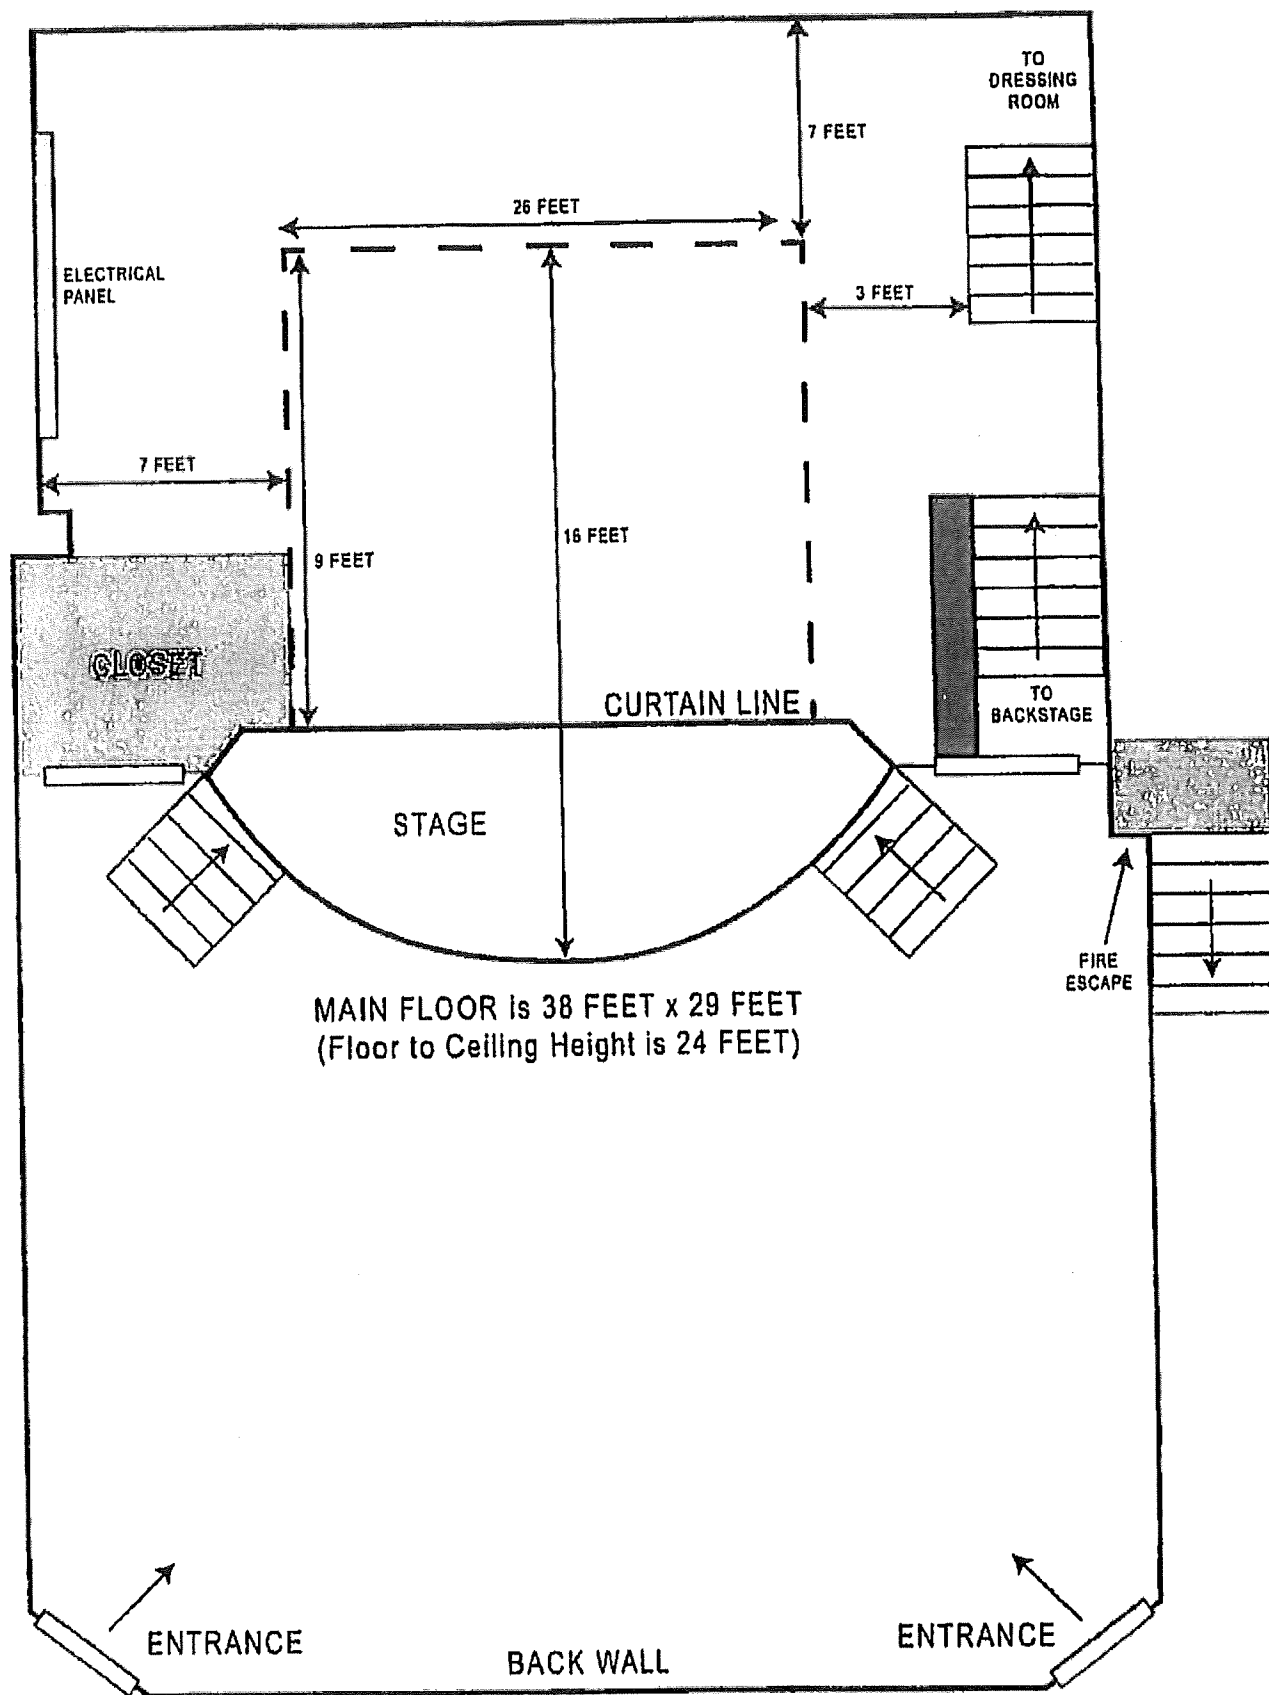 TO
DRESSING
ROOM
7 FEET
26 FEET
ELECTRICAL
PANEL
3 FEET
7 FEET
9 FEET
16 FEET
CLOSET
CURTAIN LINE
TO
BACKSTAGE
STAGE
FIRE
ESCAPE
MAIN FLOOR is 38 FEET x 29 FEET
(Floor to Ceiling Height is 24 FEET)
ENTRANCE
ENTRANCE
BACK WALL